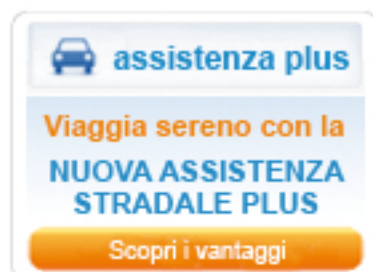 assistenza plus
Viaggia sereno con la
NUOVA ASSISTENZA
STRADALE PLUS
Scopri i vantaggi